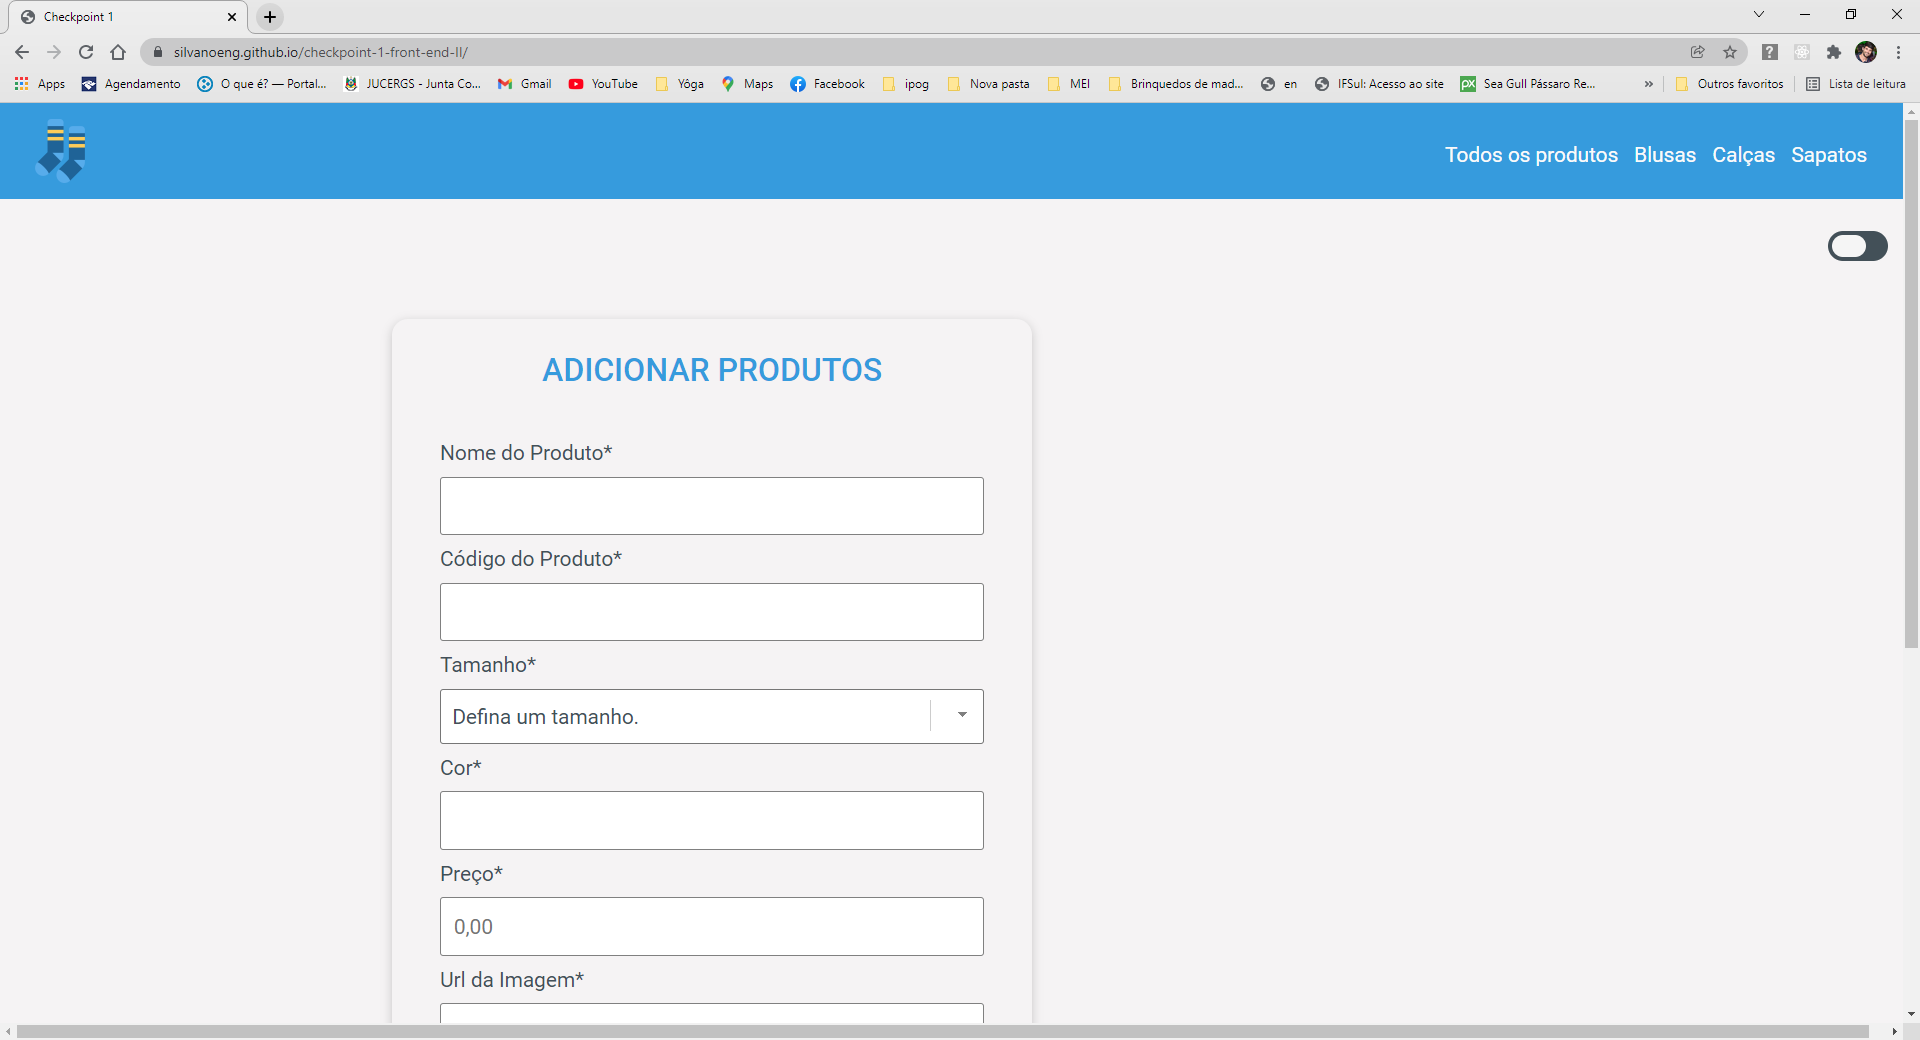 Checkpoint 1
silvanoeng.github.io/checkpoint-1-front-end-II/
Apps Agendamento O que é? — Portal... JUCERGS - Junta Co... Gmail YouTube Yôga Maps Facebook ipog Nova pasta MEI Brinquedos de mad... en IFSul: Acesso ao site px Sea Gull Pássaro Re... » Outros favoritos Lista de leitura
Todos os produtos Blusas Calças Sapatos
ADICIONAR PRODUTOS
Nome do Produto*
Código do Produto*
Tamanho*
Defina um tamanho.
Cor*
Preço*
0,00
Url da Imagem*